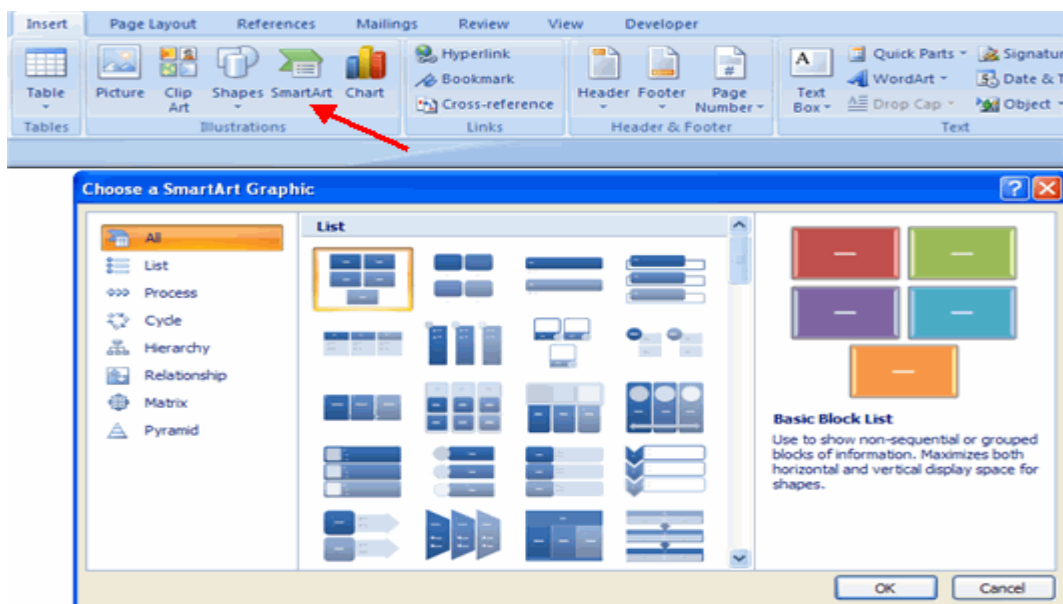 Insert Page Layout References Mailings Review View Developer
Table
Picture Clip Art Shapes SmartArt Chart
Hyperlink
Bookmark
Cross-reference
Header Footer Page Number
Text Box
Quick Parts
WordArt
Drop Cap
Signatur
Date & T
Object
Tables Illustrations Links Header & Footer Text
Choose a SmartArt Graphic
All
List
Process
Cycle
Hierarchy
Relationship
Matrix
Pyramid
List
Basic Block List
Use to show non-sequential or grouped
blocks of information. Maximizes both
horizontal and vertical display space for
shapes.
OK Cancel